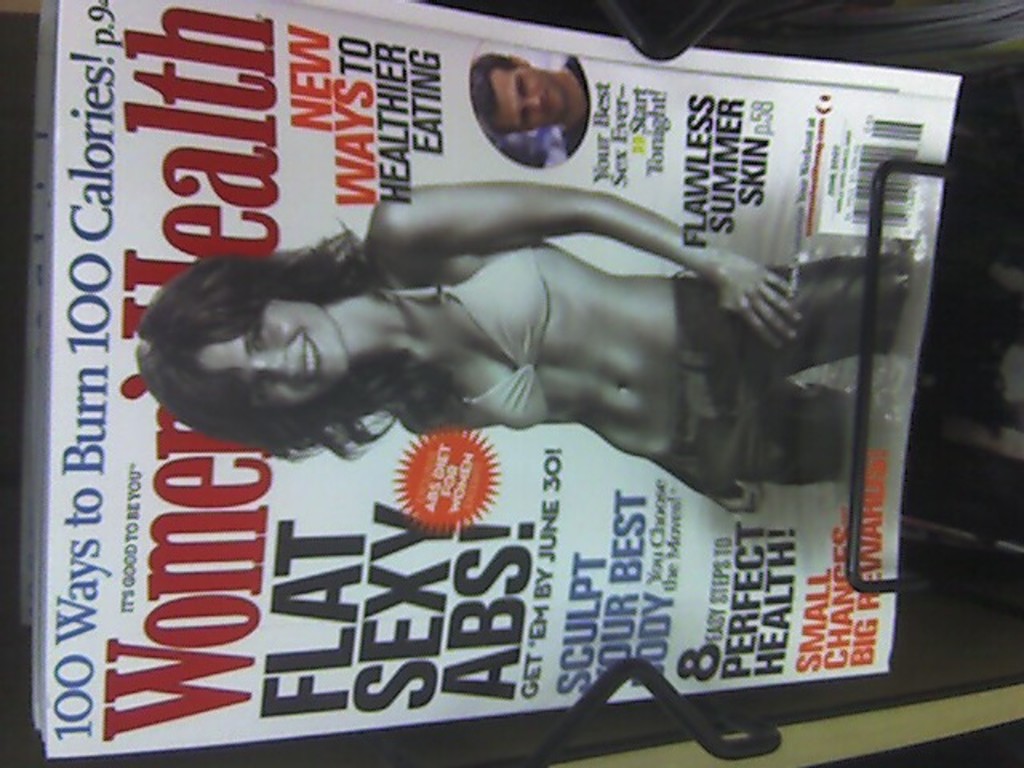 100 Ways to Burn 100 Calories! p.94
IT'S GOOD TO BE YOU
Women's Health
NEW
WAYS TO
HEALTHIER
EATING
Your Best
Sex Ever–
Start
Tonight!
FLAT
SEXY
ABS!
GET 'EM BY JUNE 30!
ABS DIET
FOR
WOMEN
FLAWLESS
SUMMER
SKIN p.58
SCULPT
YOUR BEST
BODY You Choose
the Moves!
8 EASY STEPS TO
PERFECT
HEALTH!
SMALL
CHANGES
BIG REWARDS!